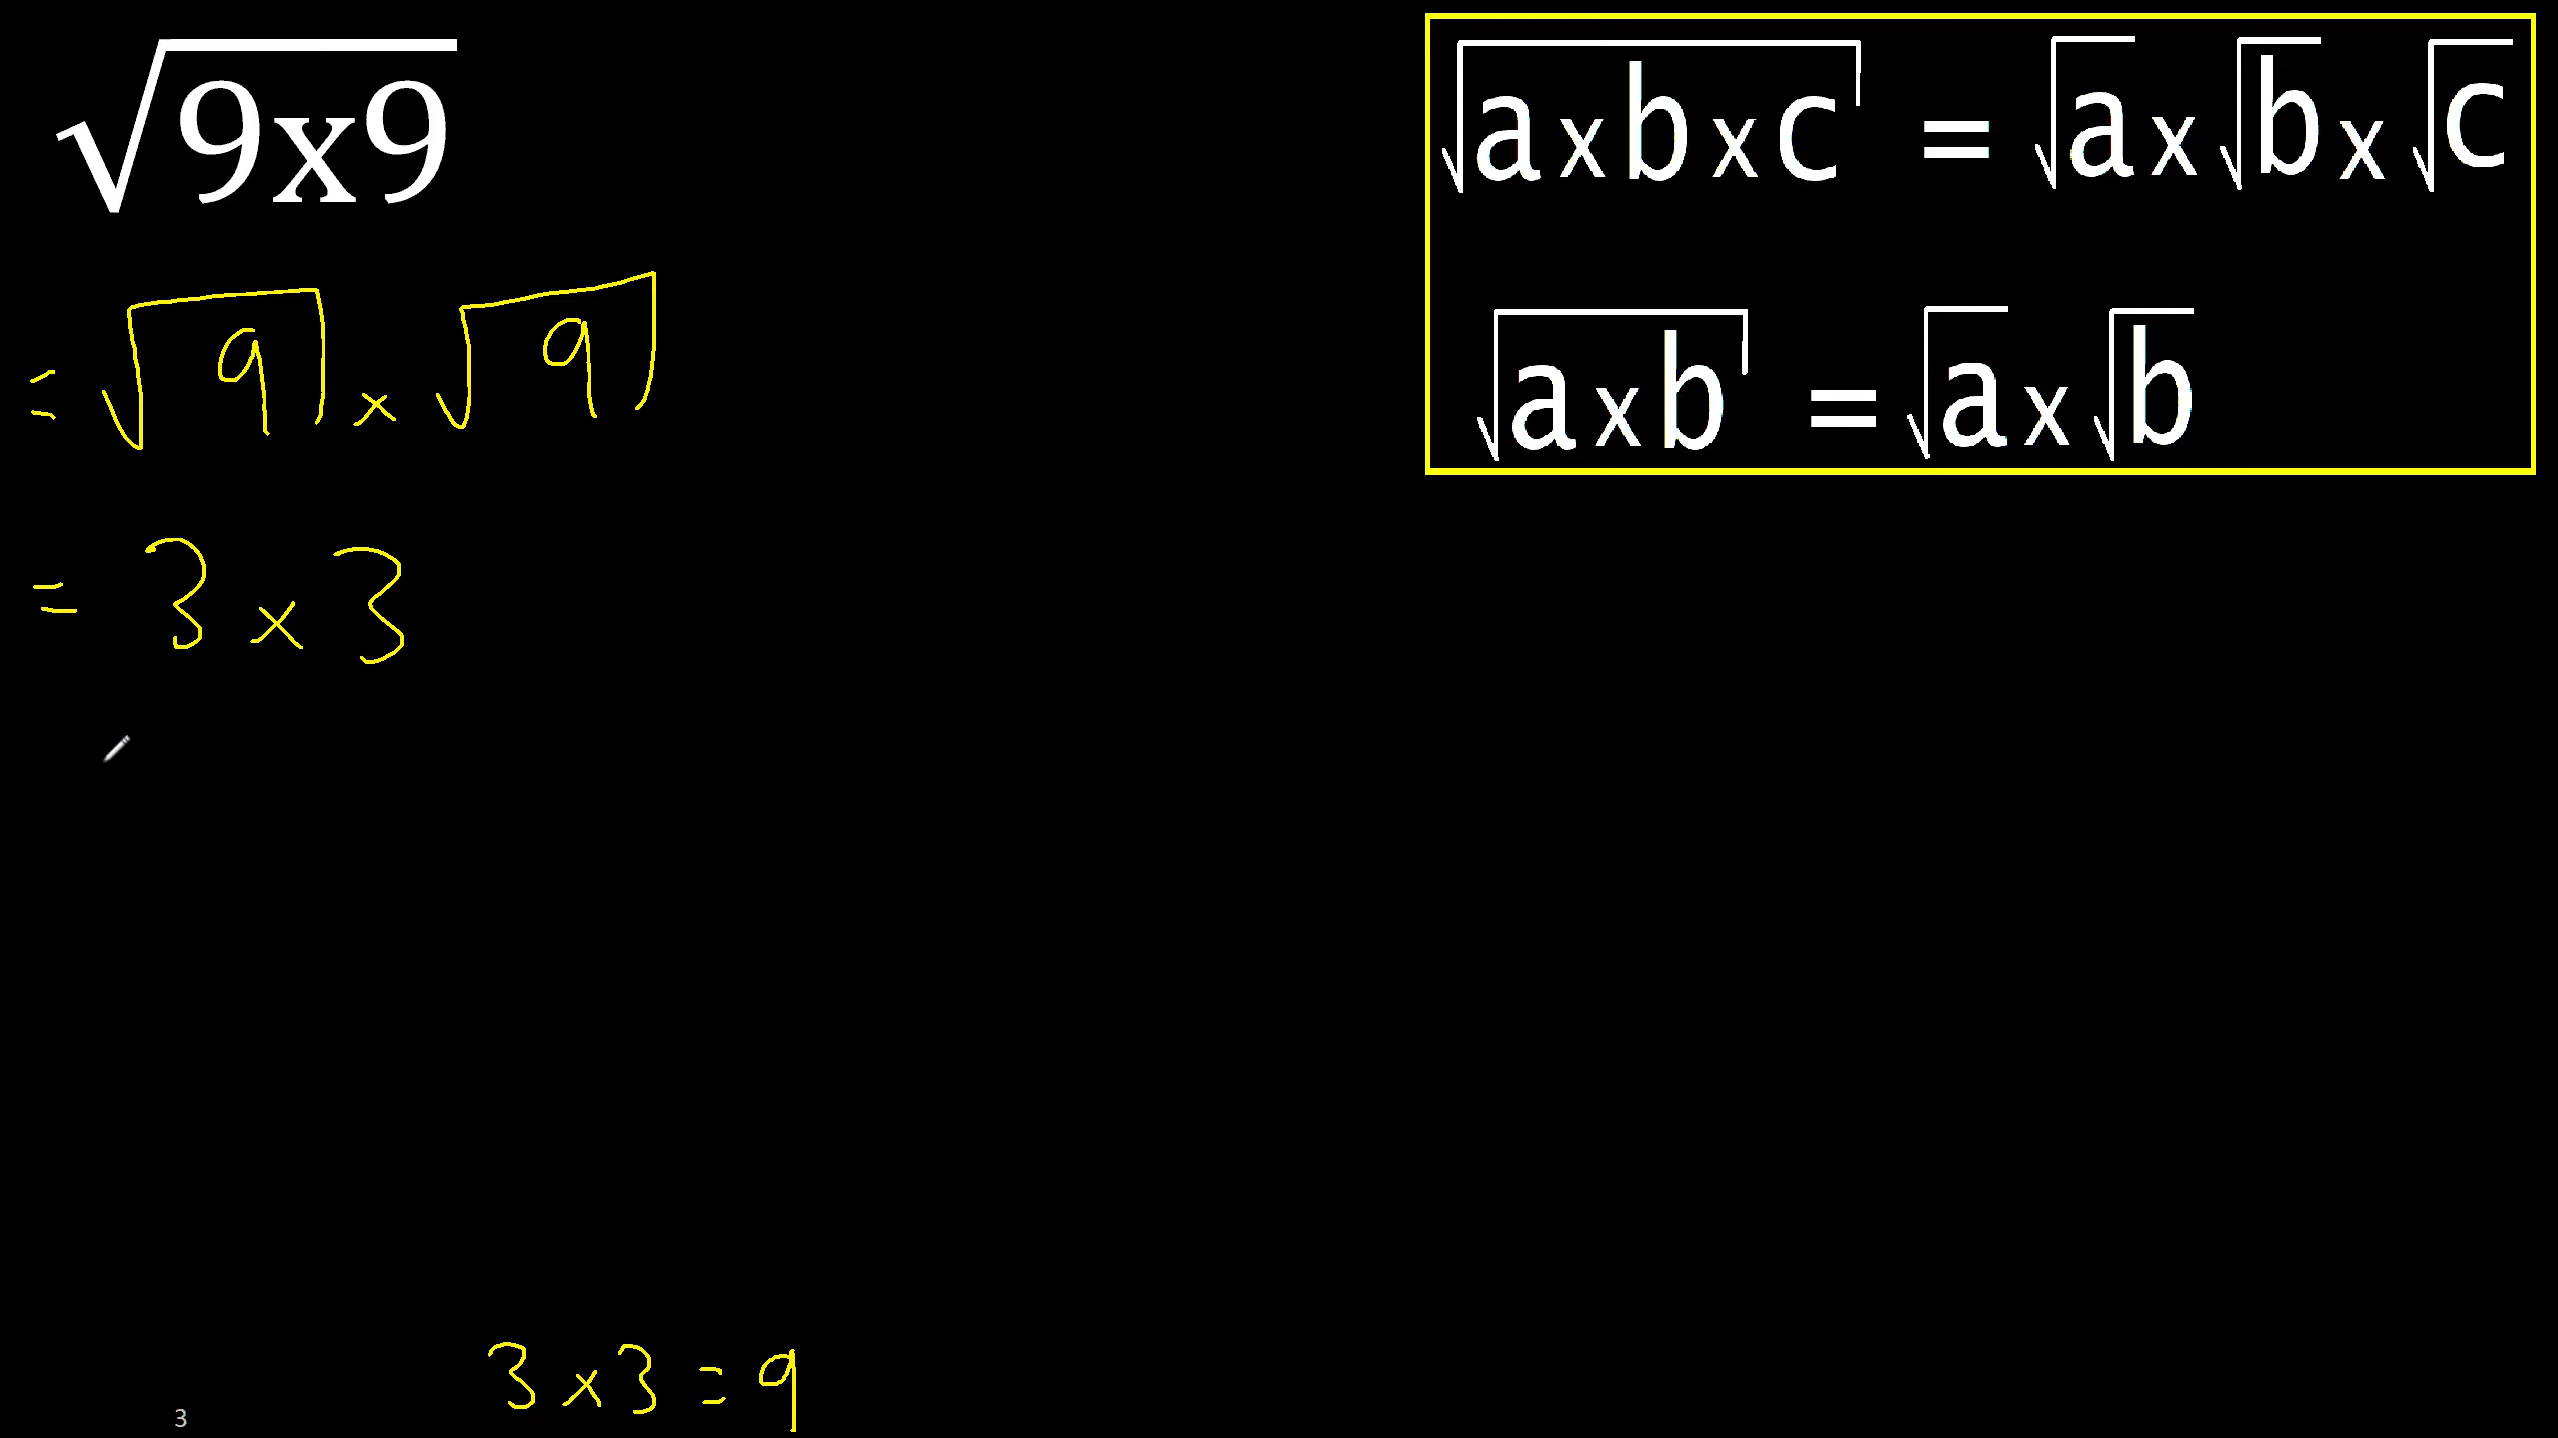 √9x9
= √9 x √9
= 3 x 3
√axbxc = √a x √b x √c
√axb = √a x √b
3 x 3 = 9
3